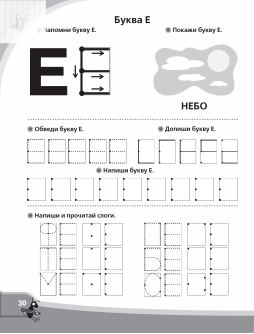 Буква Е
Запомни букву Е.
Покажи букву Е.
Е
НЕБО
Обведи букву Е.
Допиши букву Е.
Напиши букву Е.
Напиши и прочитай слоги.
30